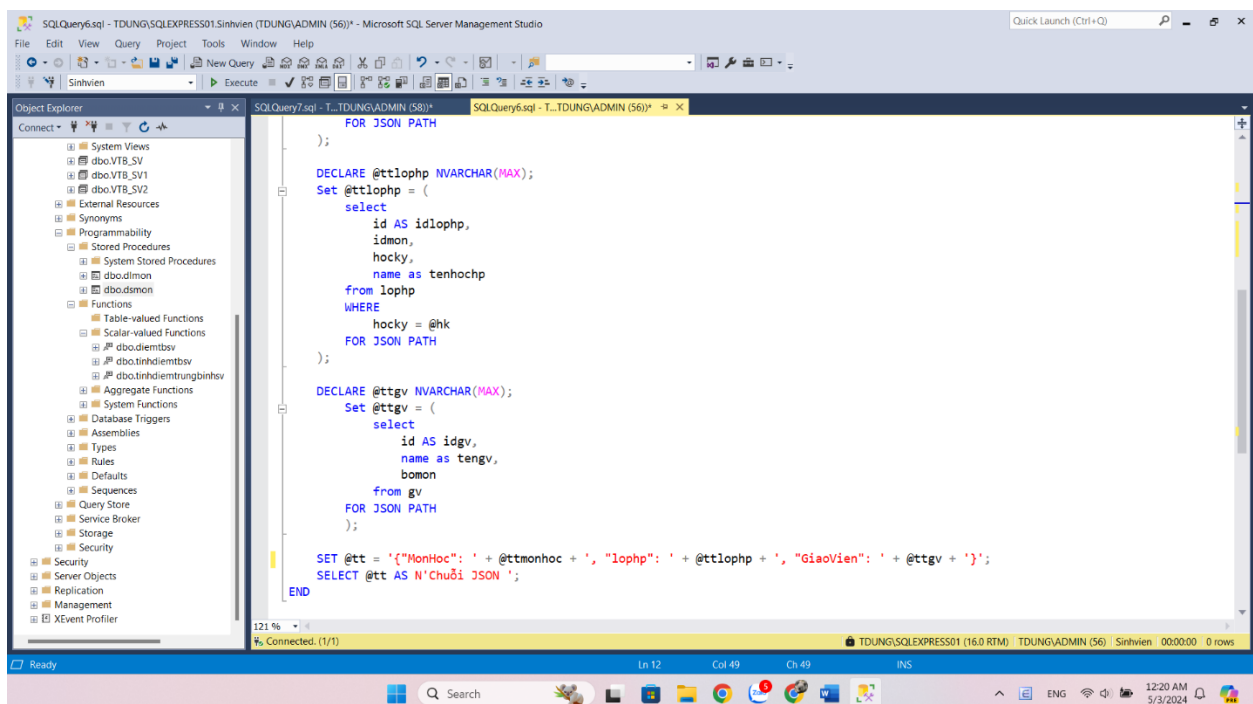 SQLQuery6.sql - TDUNG\SQLEXPRESS01.Sinhvien (TDUNG\ADMIN (56))* - Microsoft SQL Server Management Studio
Quick Launch (Ctrl+Q)
File Edit View Query Project Tools Window Help
New Query
Sinhvien
Execute
Object Explorer
SQLQuery7.sql - T...TDUNG\ADMIN (58))*
SQLQuery6.sql - T...TDUNG\ADMIN (56))*
Connect
System Views
dbo.VTB_SV
dbo.VTB_SV1
dbo.VTB_SV2
External Resources
Synonyms
Programmability
Stored Procedures
System Stored Procedures
dbo.dlmon
dbo.dsmon
Functions
Table-valued Functions
Scalar-valued Functions
dbo.diemtbsv
dbo.tinhdiemtbsv
dbo.tinhdiemtrungbinhsv
Aggregate Functions
System Functions
Database Triggers
Assemblies
Types
Rules
Defaults
Sequences
Query Store
Service Broker
Storage
Security
Security
Server Objects
Replication
Management
XEvent Profiler
FOR JSON PATH
);
DECLARE @ttlophp NVARCHAR(MAX);
Set @ttlophp = (
select
id AS idlophp,
idmon,
hocky,
name as tenhochp
from lophp
WHERE
hocky = @hk
FOR JSON PATH
);
DECLARE @ttgv NVARCHAR(MAX);
Set @ttgv = (
select
id AS idgv,
name as tengv,
bomon
from gv
FOR JSON PATH
);
SET @tt = '{"MonHoc": ' + @ttmonhoc + ', "lophp": ' + @ttlophp + ', "GiaoVien": ' + @ttgv + '}';
SELECT @tt AS N'Chuỗi JSON ';
END
121 %
Connected. (1/1)
TDUNG\SQLEXPRESS01 (16.0 RTM) TDUNG\ADMIN (56) Sinhvien 00:00:00 0 rows
Ready
Ln 12 Col 49 Ch 49 INS
Search
5
ENG
12:20 AM
5/3/2024